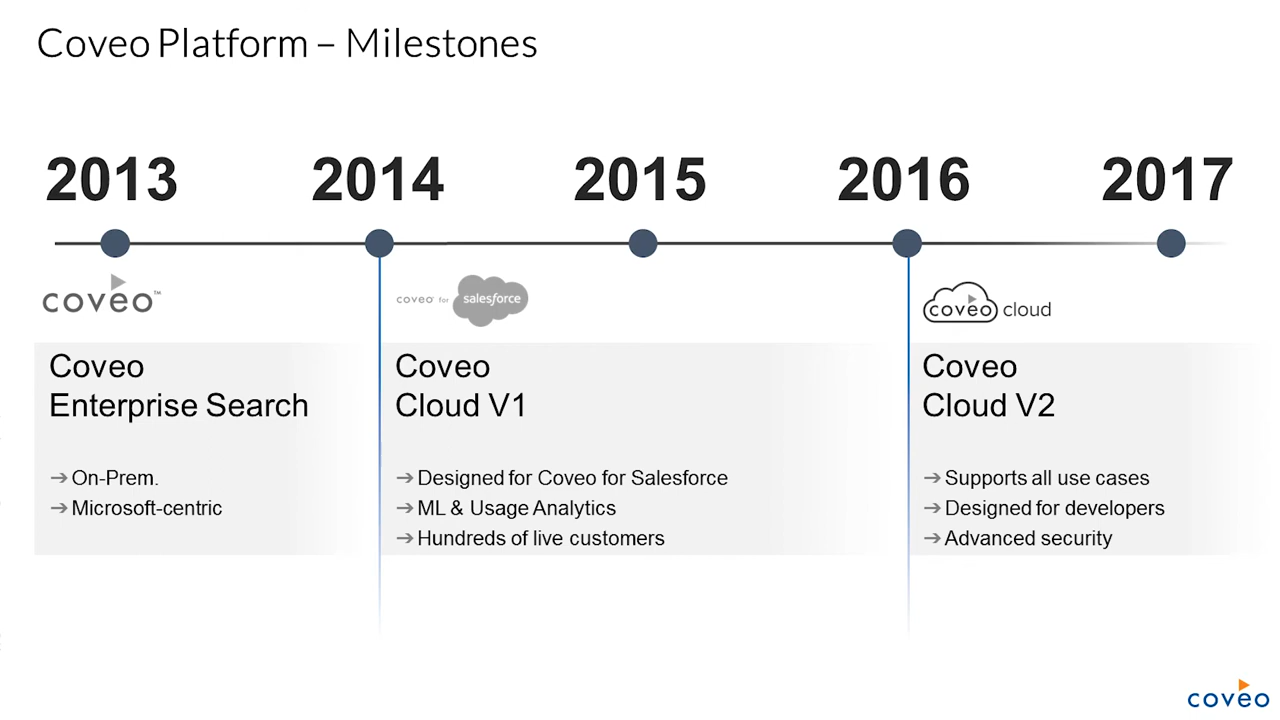 Coveo Platform – Milestones
2013 2014 2015 2016 2017
coveo™
coveo™ for salesforce
coveo cloud
Coveo
Enterprise Search
➔ On-Prem.
➔ Microsoft-centric
Coveo
Cloud V1
➔ Designed for Coveo for Salesforce
➔ ML & Usage Analytics
➔ Hundreds of live customers
Coveo
Cloud V2
➔ Supports all use cases
➔ Designed for developers
➔ Advanced security
coveo